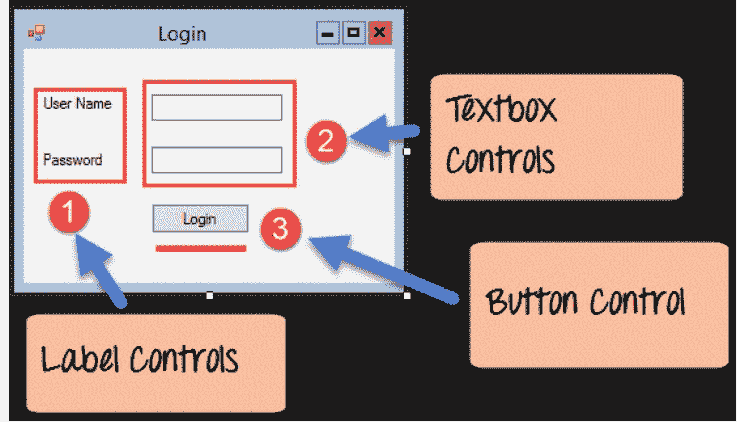 Login
User Name
Password
Login
1
2
3
Textbox
Controls
Button Control
Label Controls